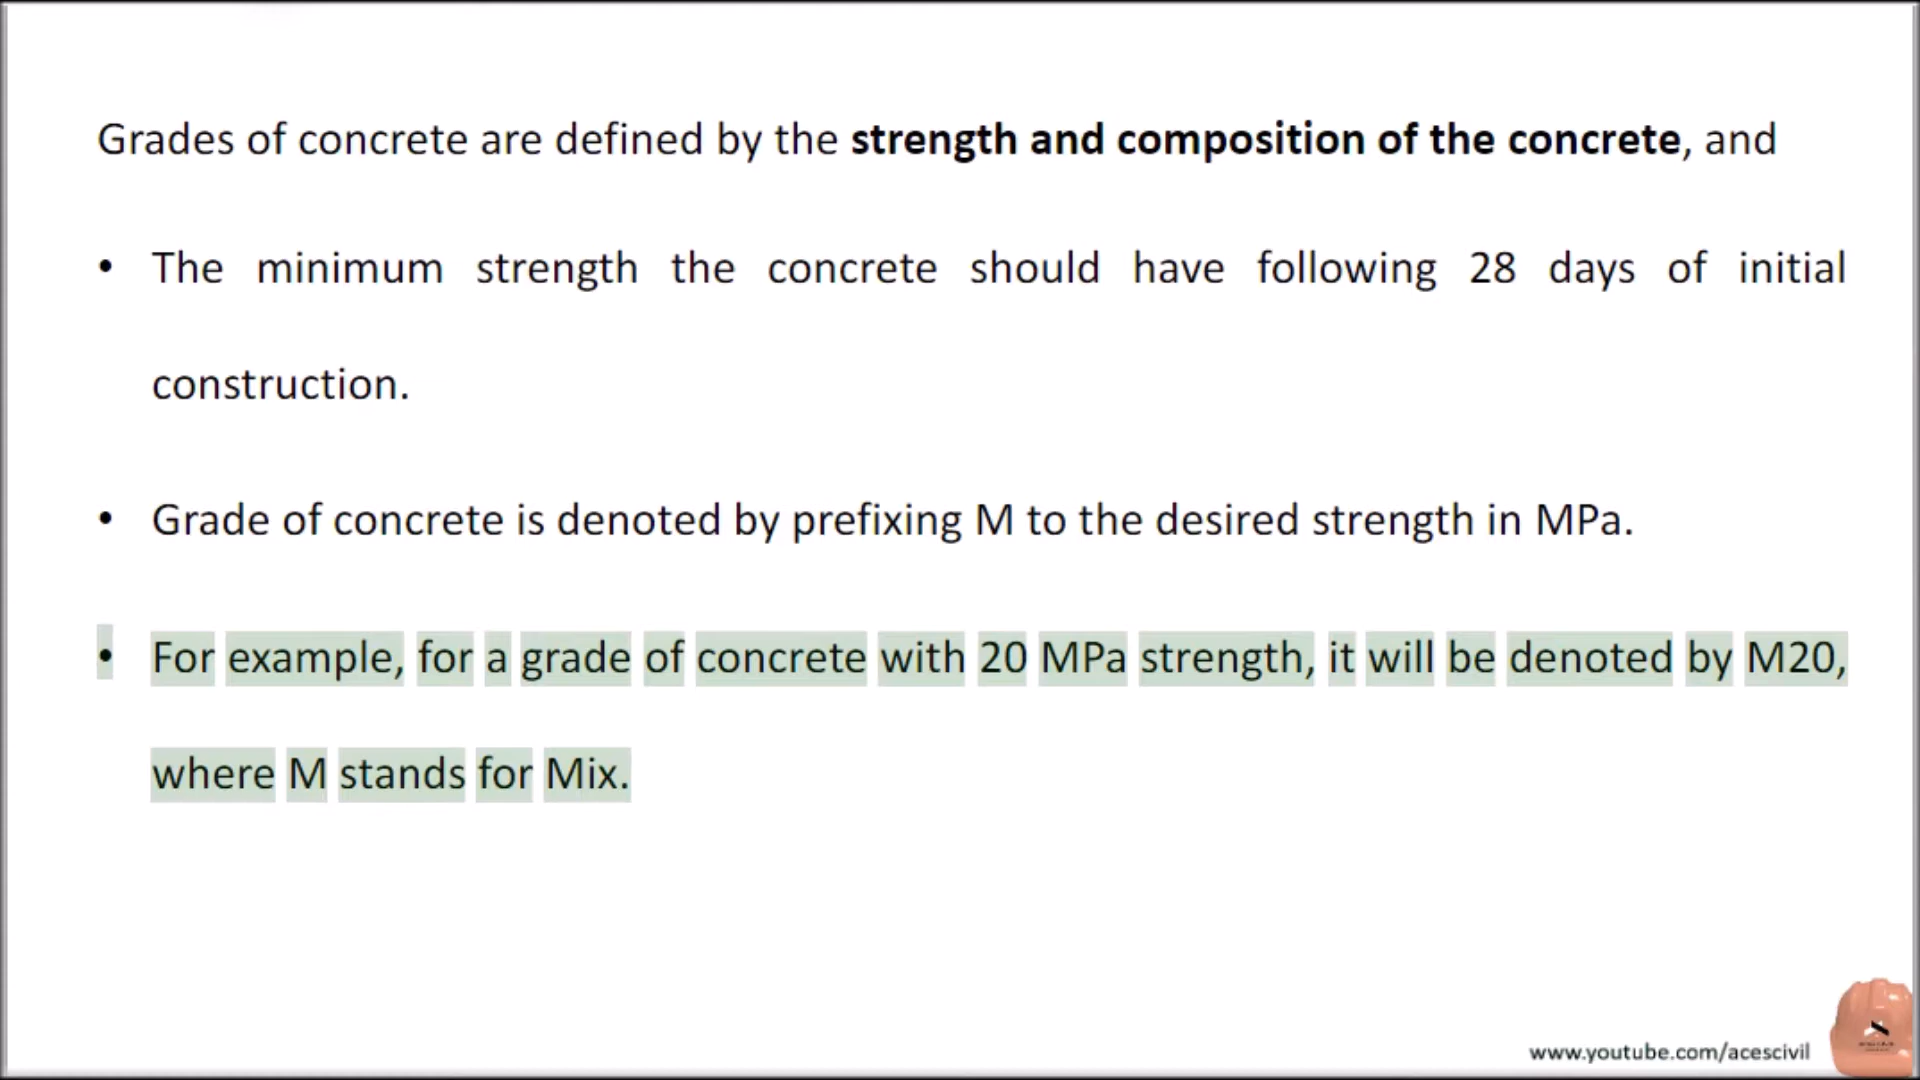 Grades of concrete are defined by the strength and composition of the concrete, and
• The minimum strength the concrete should have following 28 days of initial
construction.
• Grade of concrete is denoted by prefixing M to the desired strength in MPa.
• For example, for a grade of concrete with 20 MPa strength, it will be denoted by M20,
where M stands for Mix.
www.youtube.com/acescivil